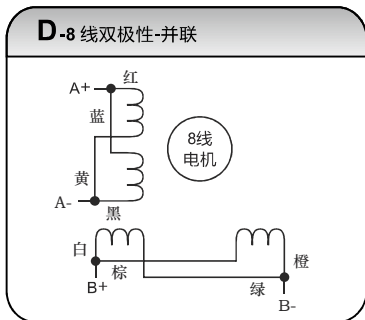 D-8 线双极性-并联
A+
红
蓝
8线
电机
黄
A-
黑
白
棕
橙
B+
绿
B-